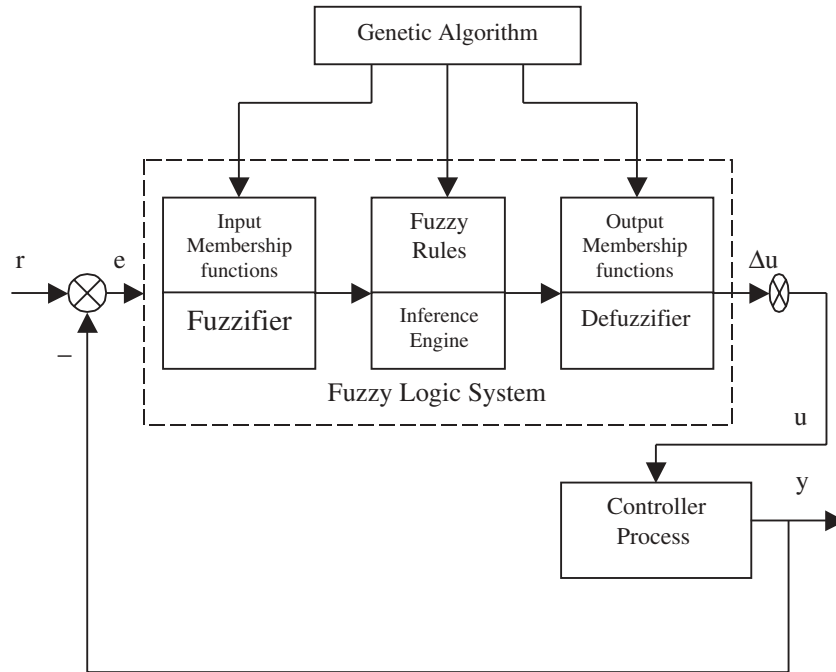 Genetic Algorithm
Input
Membership
functions
Fuzzifier
Fuzzy
Rules
Inference
Engine
Output
Membership
functions
Defuzzifier
r
e
Δu
–
Fuzzy Logic System
u
Controller
Process
y